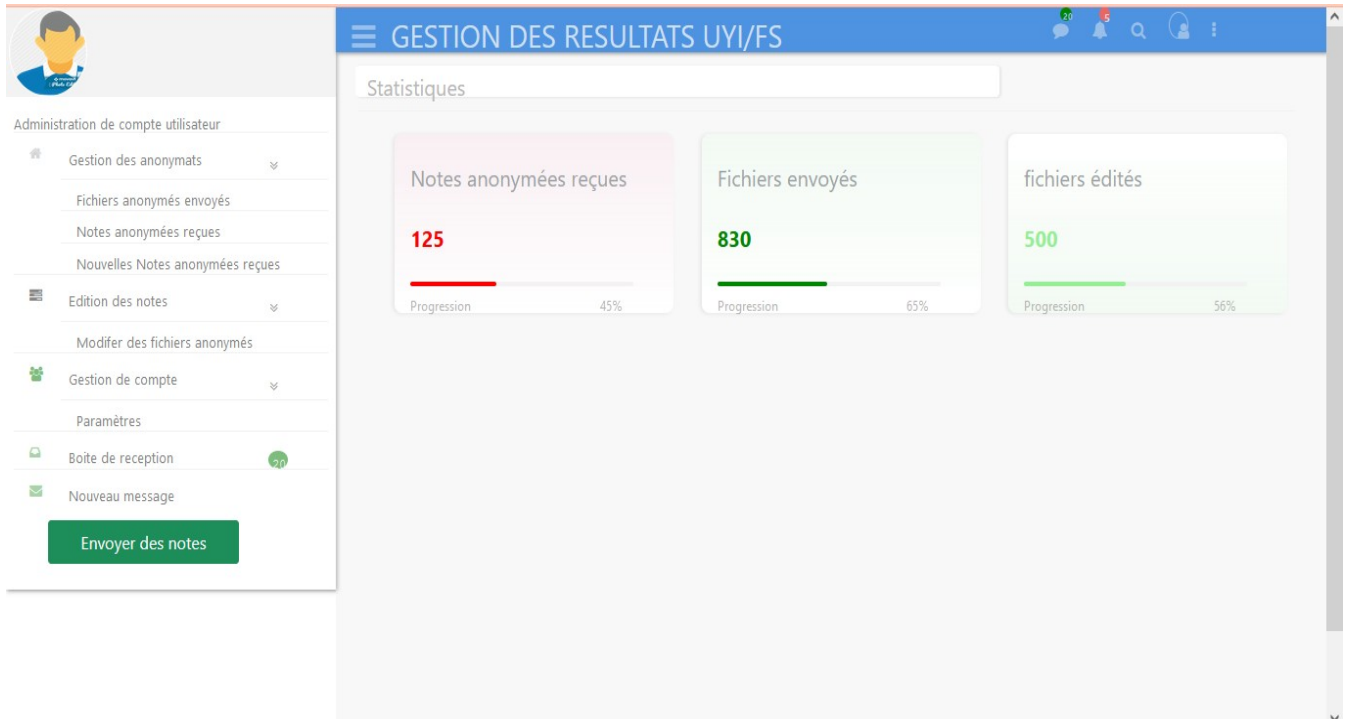 GESTION DES RESULTATS UYI/FS
20
5
Statistiques
Administration de compte utilisateur
Gestion des anonymats
Fichiers anonymés envoyés
Notes anonymées reçues
Nouvelles Notes anonymées reçues
Edition des notes
Modifer des fichiers anonymés
Gestion de compte
Paramètres
Boite de reception
20
Nouveau message
Envoyer des notes
Notes anonymées reçues
125
Progression 45%
Fichiers envoyés
830
Progression 65%
fichiers édités
500
Progression 56%